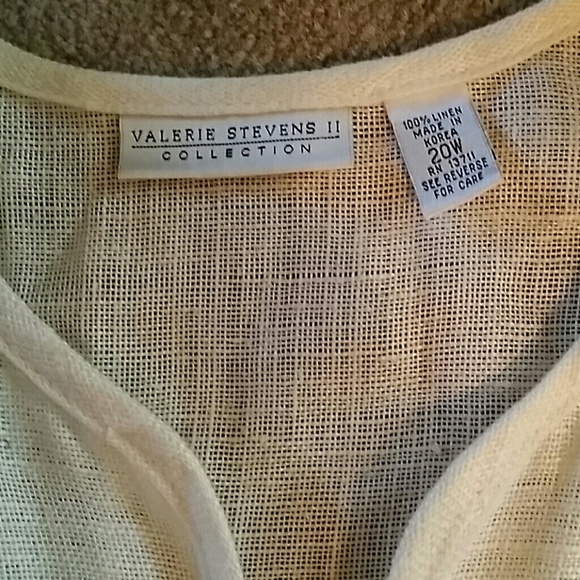 VALERIE STEVENS II
COLLECTION
100% LINEN
MADE IN
KOREA
20W
RN 13711
SEE REVERSE
FOR CARE